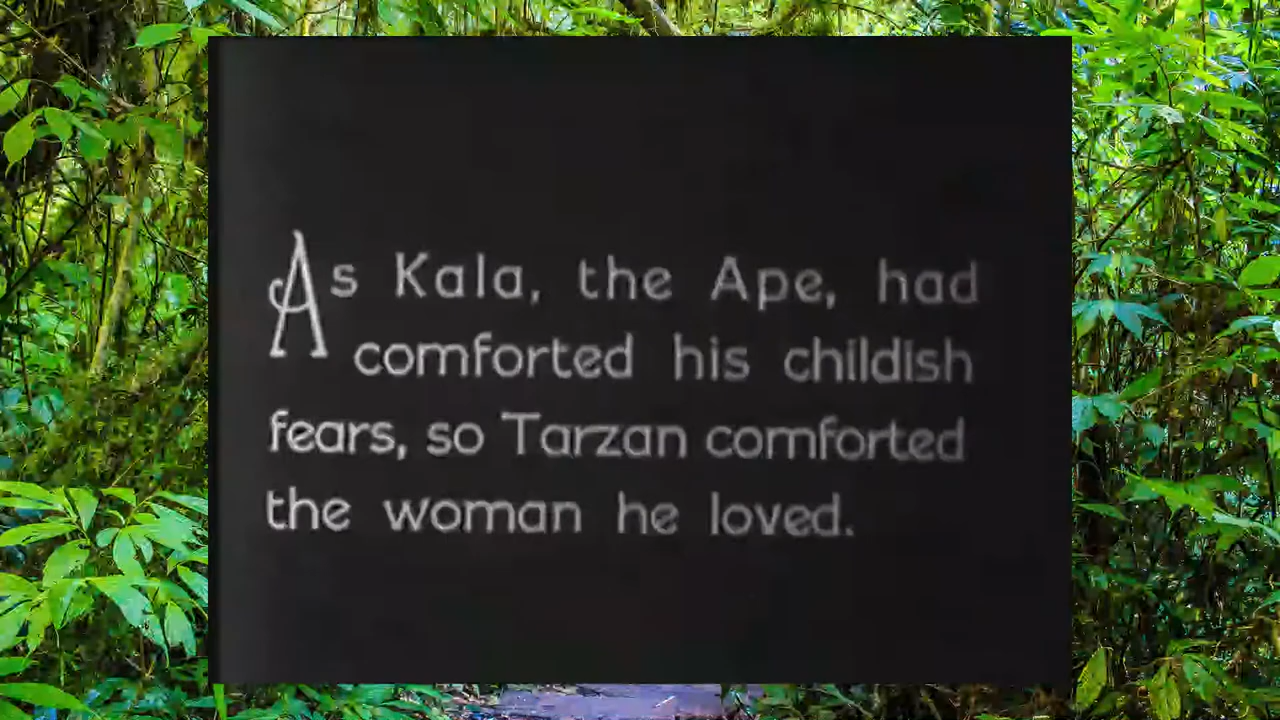 As Kala, the Ape, had
comforted his childish
fears, so Tarzan comforted
the woman he loved.